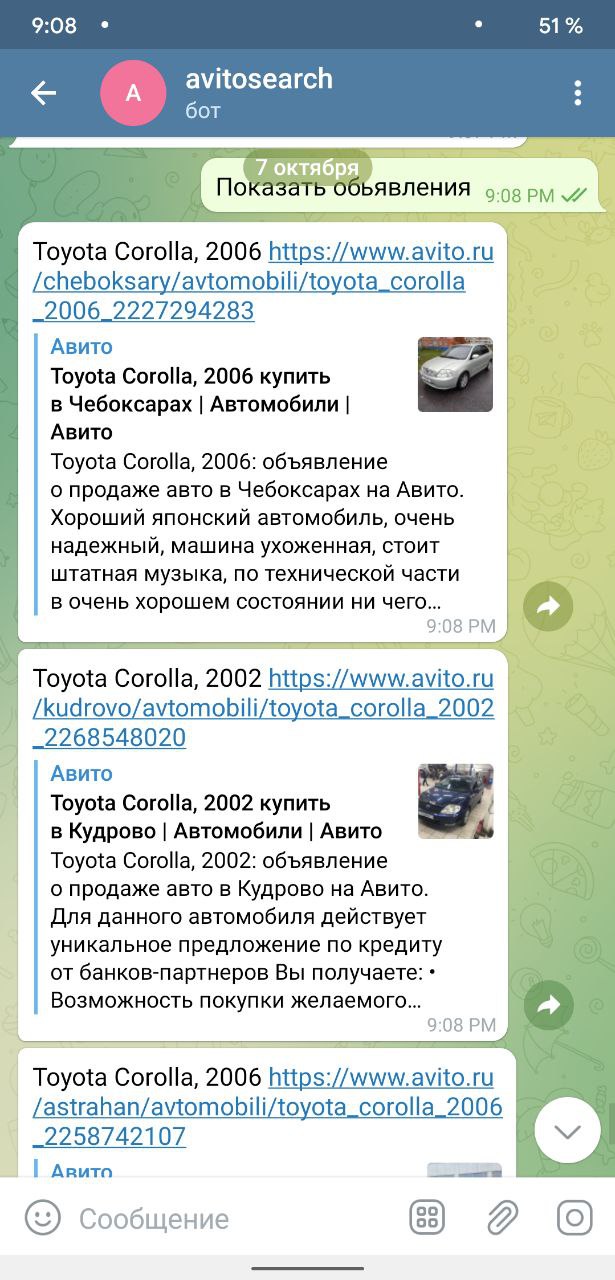 9:08
51 %
A
avitosearch
бот
7 октября
Показать обьявления
9:08 PM
Toyota Corolla, 2006 https://www.avito.ru
/cheboksary/avtomobili/toyota_corolla
_2006_2227294283
Авито
Toyota Corolla, 2006 купить
в Чебоксарах | Автомобили |
Авито
Toyota Corolla, 2006: объявление
о продаже авто в Чебоксарах на Авито.
Хороший японский автомобиль, очень
надежный, машина ухоженная, стоит
штатная музыка, по технической части
в очень хорошем состоянии ни чего...
9:08 PM
Toyota Corolla, 2002 https://www.avito.ru
/kudrovo/avtomobili/toyota_corolla_2002
_2268548020
Авито
Toyota Corolla, 2002 купить
в Кудрово | Автомобили | Авито
Toyota Corolla, 2002: объявление
о продаже авто в Кудрово на Авито.
Для данного автомобиля действует
уникальное предложение по кредиту
от банков-партнеров Вы получаете: •
Возможность покупки желаемого...
9:08 PM
Toyota Corolla, 2006 https://www.avito.ru
/astrahan/avtomobili/toyota_corolla_2006
_2258742107
Авито
Сообщение